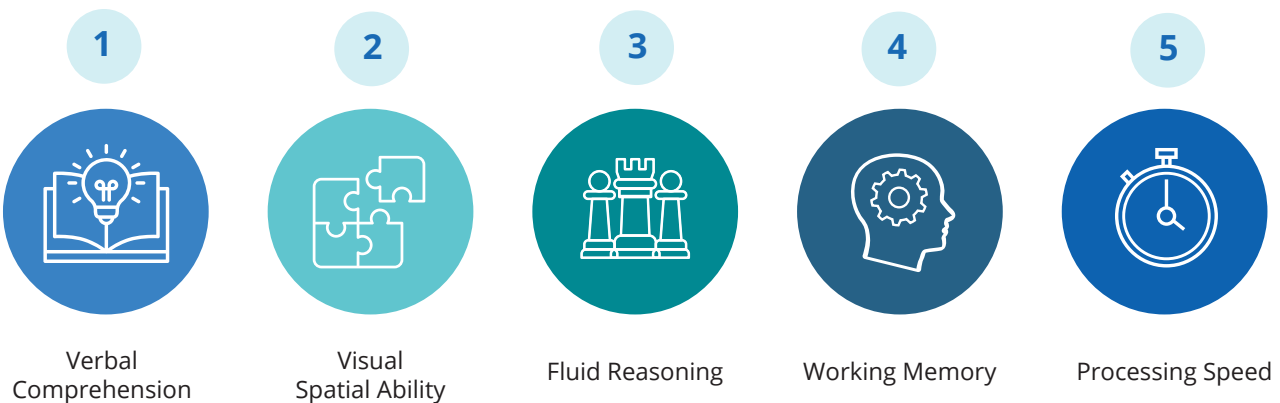 1
2
3
4
5
Verbal
Comprehension
Visual
Spatial Ability
Fluid Reasoning
Working Memory
Processing Speed